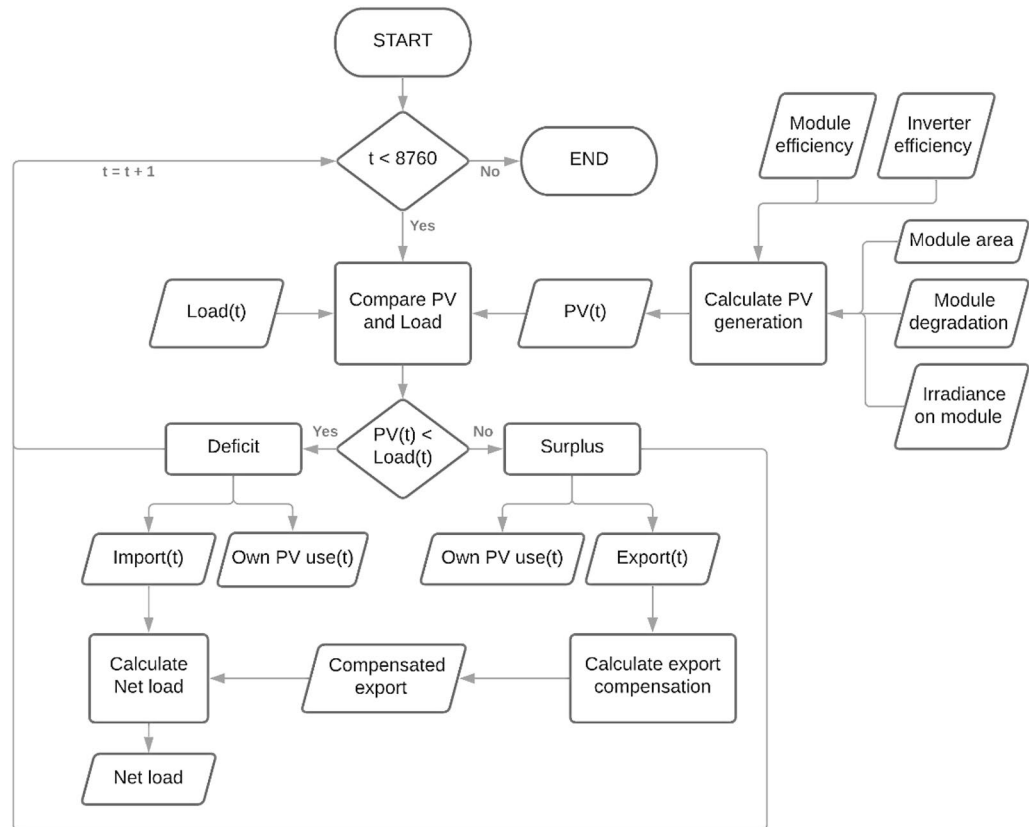 START
t < 8760
No
END
t = t + 1
Yes
Module
efficiency
Inverter
efficiency
Module area
Load(t)
Compare PV
and Load
PV(t)
Calculate PV
generation
Module
degradation
Irradiance
on module
Deficit
Yes
PV(t) <
Load(t)
No
Surplus
Import(t)
Own PV use(t)
Own PV use(t)
Export(t)
Calculate
Net load
Compensated
export
Calculate export
compensation
Net load